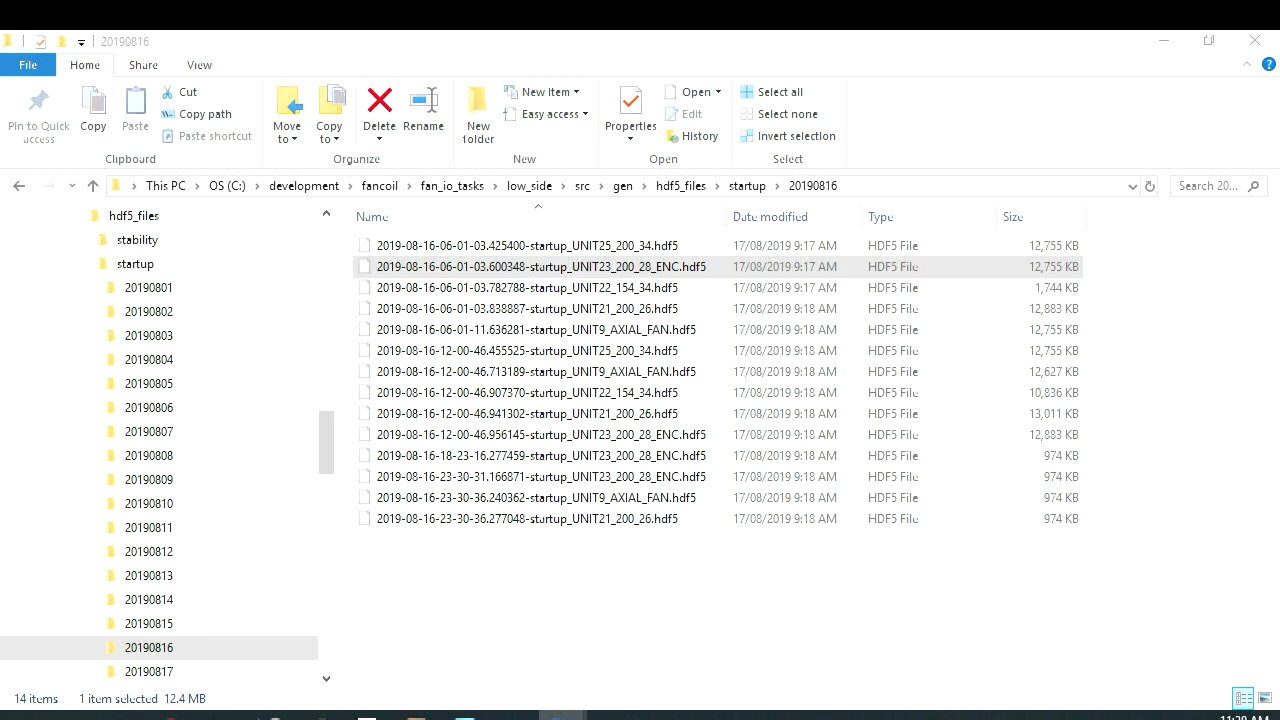 20190816
File Home Share View
Pin to Quick access
Copy
Paste
Cut
Copy path
Paste shortcut
Clipboard
Move to
Copy to
Delete
Rename
Organize
New folder
New item
Easy access
New
Properties
Open
Edit
History
Open
Select all
Select none
Invert selection
Select
This PC > OS (C:) > development > fancoil > fan_io_tasks > low_side > src > gen > hdf5_files > startup > 20190816
Search 20...
hdf5_files
stability
startup
20190801
20190802
20190803
20190804
20190805
20190806
20190807
20190808
20190809
20190810
20190811
20190812
20190813
20190814
20190815
20190816
20190817
Name Date modified Type Size
2019-08-16-06-01-03.425400-startup_UNIT25_200_34.hdf5 17/08/2019 9:17 AM HDF5 File 12,755 KB
2019-08-16-06-01-03.600348-startup_UNIT23_200_28_ENC.hdf5 17/08/2019 9:17 AM HDF5 File 12,755 KB
2019-08-16-06-01-03.782788-startup_UNIT22_154_34.hdf5 17/08/2019 9:17 AM HDF5 File 1,744 KB
2019-08-16-06-01-03.838887-startup_UNIT21_200_26.hdf5 17/08/2019 9:18 AM HDF5 File 12,883 KB
2019-08-16-06-01-11.636281-startup_UNIT9_AXIAL_FAN.hdf5 17/08/2019 9:18 AM HDF5 File 12,755 KB
2019-08-16-12-00-46.455525-startup_UNIT25_200_34.hdf5 17/08/2019 9:18 AM HDF5 File 12,755 KB
2019-08-16-12-00-46.713189-startup_UNIT9_AXIAL_FAN.hdf5 17/08/2019 9:18 AM HDF5 File 12,627 KB
2019-08-16-12-00-46.907370-startup_UNIT22_154_34.hdf5 17/08/2019 9:18 AM HDF5 File 10,836 KB
2019-08-16-12-00-46.941302-startup_UNIT21_200_26.hdf5 17/08/2019 9:18 AM HDF5 File 13,011 KB
2019-08-16-12-00-46.956145-startup_UNIT23_200_28_ENC.hdf5 17/08/2019 9:18 AM HDF5 File 12,883 KB
2019-08-16-18-23-16.277459-startup_UNIT23_200_28_ENC.hdf5 17/08/2019 9:18 AM HDF5 File 974 KB
2019-08-16-23-30-31.166871-startup_UNIT23_200_28_ENC.hdf5 17/08/2019 9:18 AM HDF5 File 974 KB
2019-08-16-23-30-36.240362-startup_UNIT9_AXIAL_FAN.hdf5 17/08/2019 9:18 AM HDF5 File 974 KB
2019-08-16-23-30-36.277048-startup_UNIT21_200_26.hdf5 17/08/2019 9:18 AM HDF5 File 974 KB
14 items 1 item selected 12.4 MB